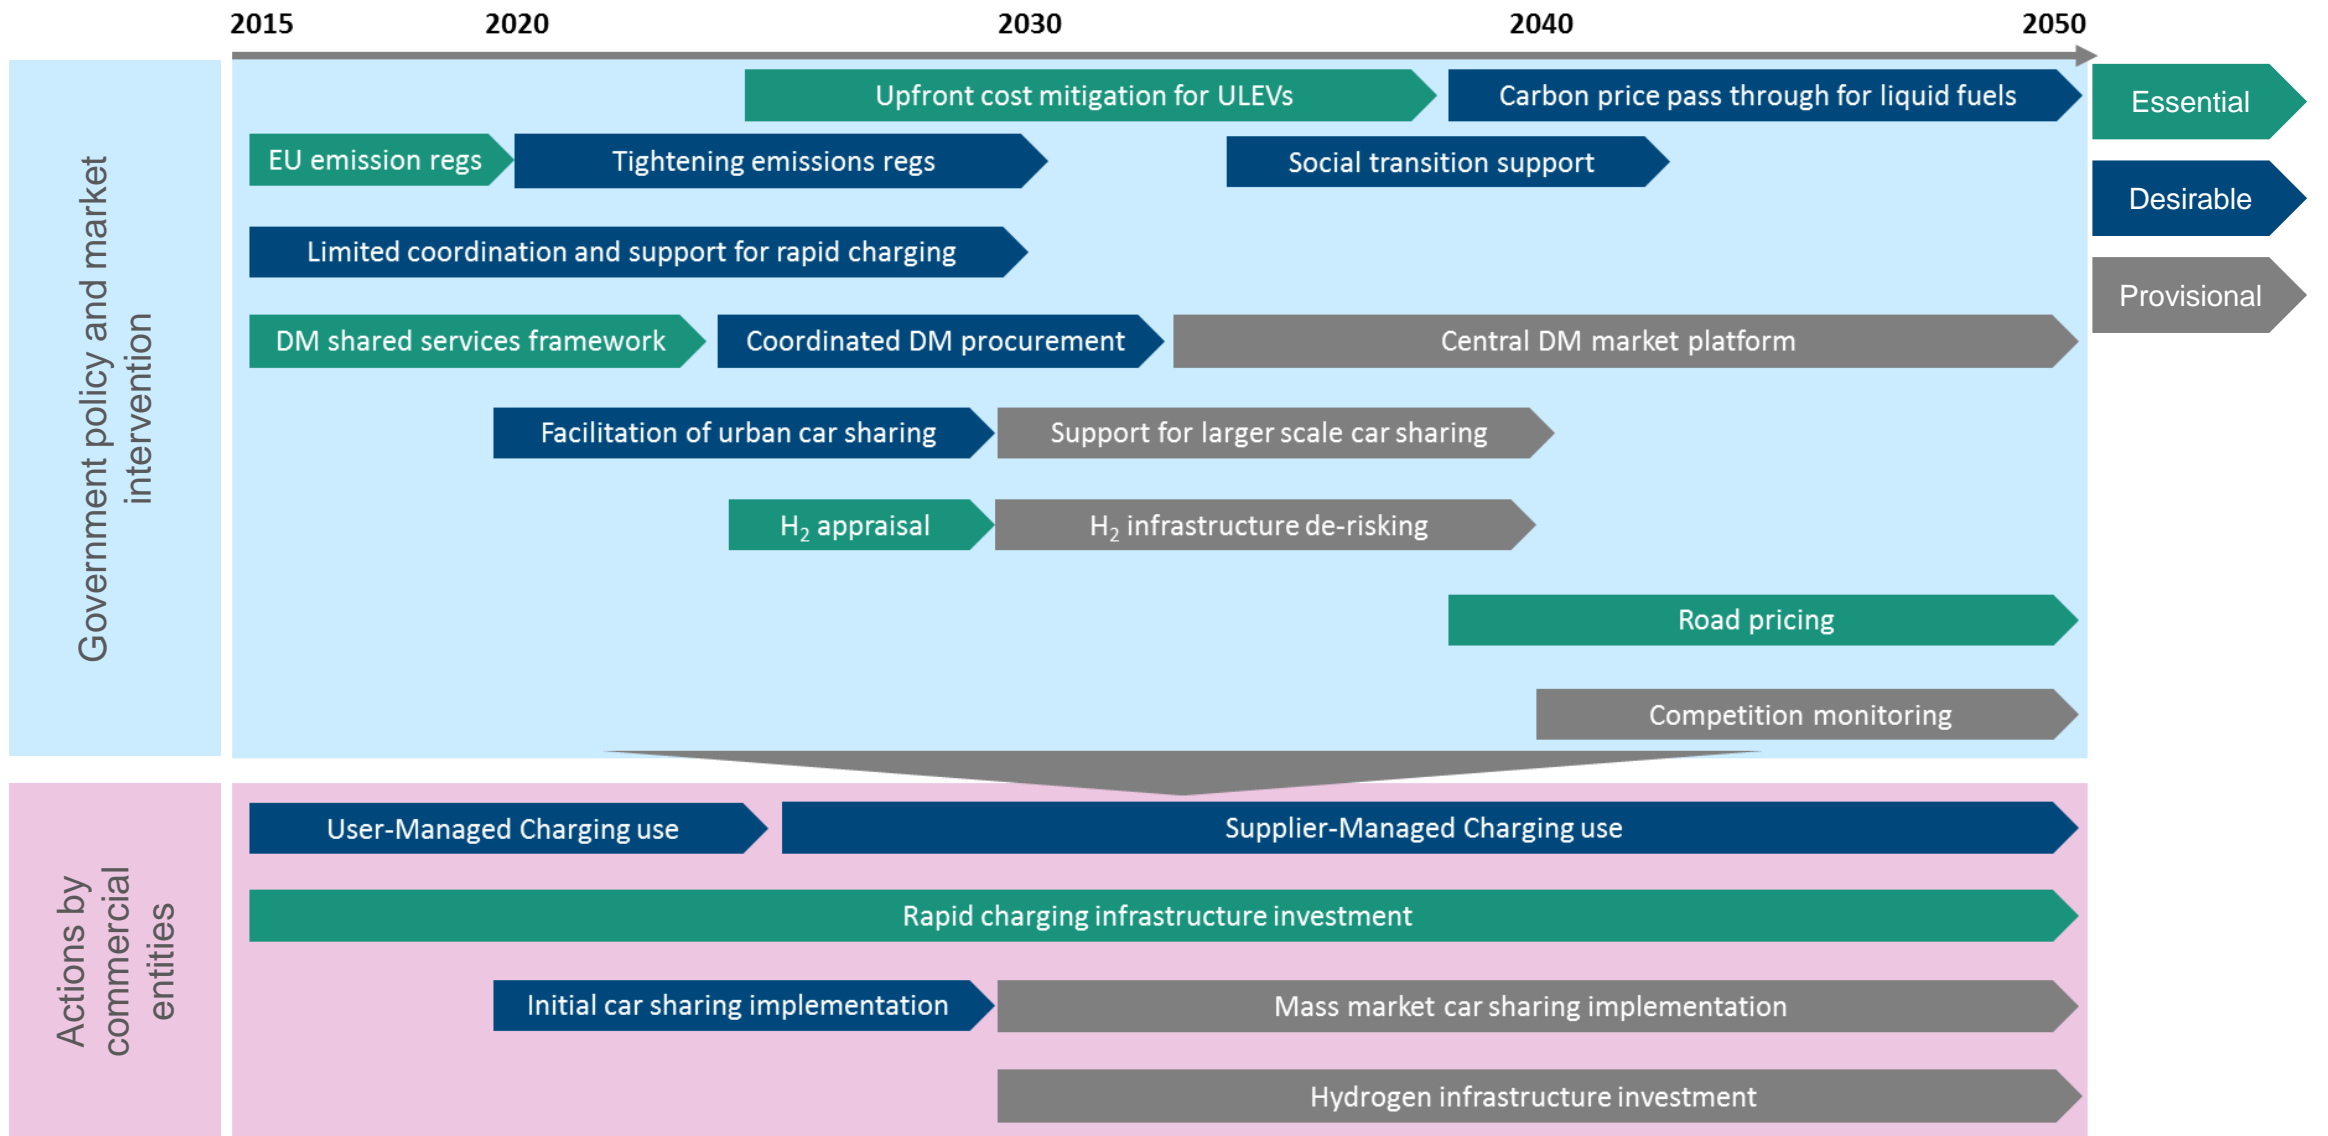 2015 2020 2030 2040 2050
Upfront cost mitigation for ULEVs
Carbon price pass through for liquid fuels
EU emission regs
Tightening emissions regs
Social transition support
Limited coordination and support for rapid charging
DM shared services framework
Coordinated DM procurement
Central DM market platform
Facilitation of urban car sharing
Support for larger scale car sharing
H₂ appraisal
H₂ infrastructure de-risking
Road pricing
Competition monitoring
Government policy and market
intervention
Essential
Desirable
Provisional
User-Managed Charging use
Supplier-Managed Charging use
Rapid charging infrastructure investment
Initial car sharing implementation
Mass market car sharing implementation
Hydrogen infrastructure investment
Actions by
commercial
entities